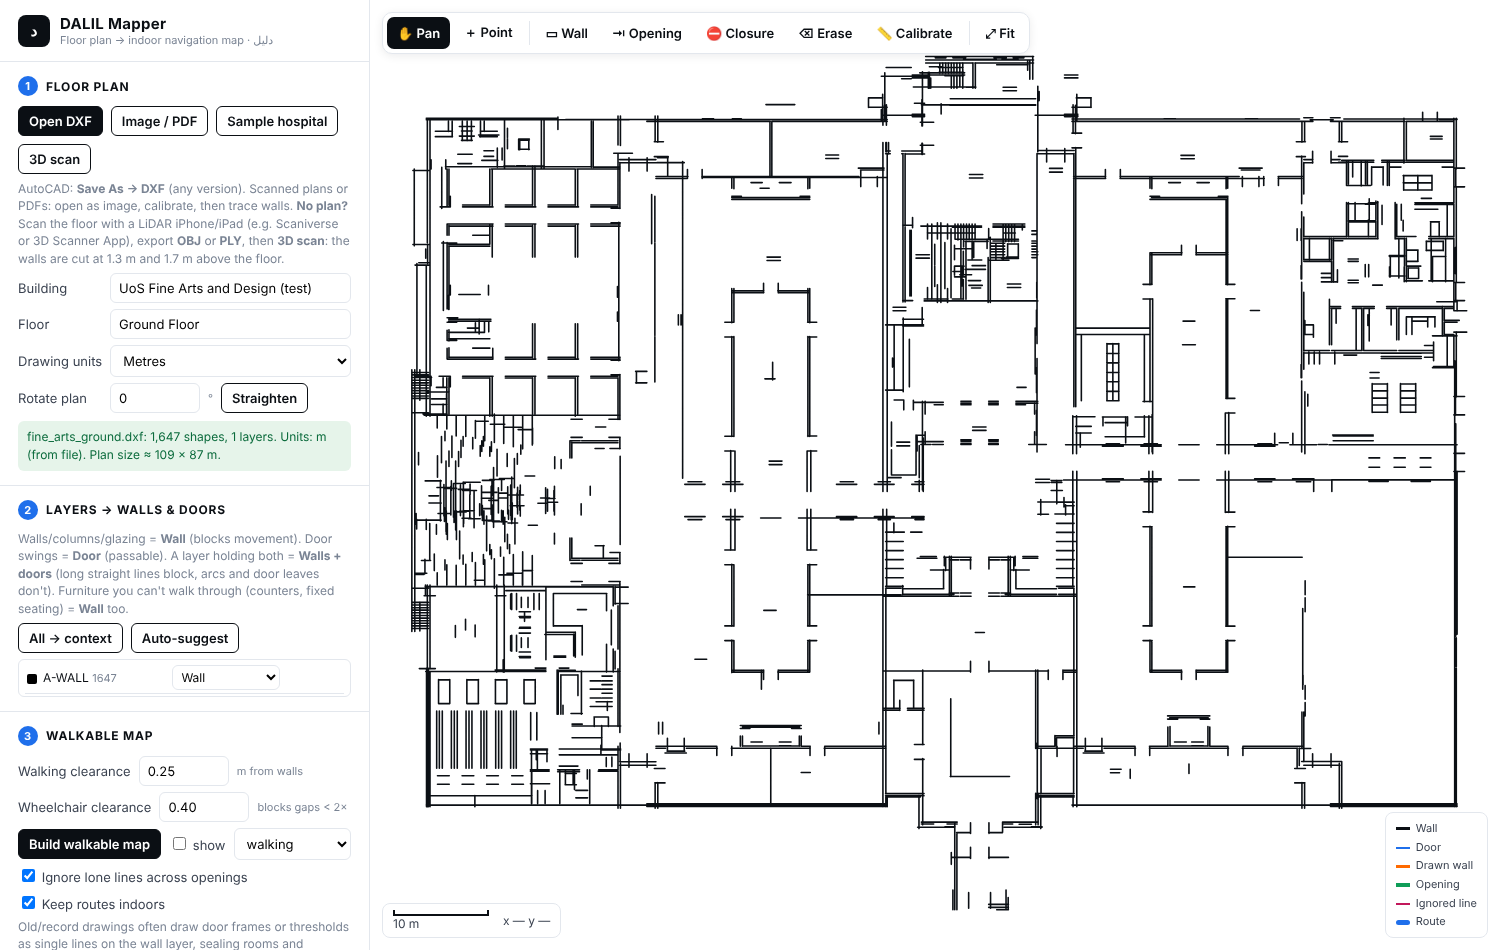 د
DALIL Mapper
Floor plan → indoor navigation map · دليل
1 FLOOR PLAN
Open DXF
Image / PDF
Sample hospital
3D scan
AutoCAD: Save As → DXF (any version). Scanned plans or
PDFs: open as image, calibrate, then trace walls. No plan?
Scan the floor with a LiDAR iPhone/iPad (e.g. Scaniverse
or 3D Scanner App), export OBJ or PLY, then 3D scan: the
walls are cut at 1.3 m and 1.7 m above the floor.
Building UoS Fine Arts and Design (test)
Floor Ground Floor
Drawing units Metres
Rotate plan 0 ° Straighten
fine_arts_ground.dxf: 1,647 shapes, 1 layers. Units: m
(from file). Plan size ≈ 109 × 87 m.
2 LAYERS → WALLS & DOORS
Walls/columns/glazing = Wall (blocks movement). Door
swings = Door (passable). A layer holding both = Walls +
doors (long straight lines block, arcs and door leaves
don't). Furniture you can't walk through (counters, fixed
seating) = Wall too.
All → context
Auto-suggest
A-WALL 1647 Wall
3 WALKABLE MAP
Walking clearance 0.25 m from walls
Wheelchair clearance 0.40 blocks gaps < 2×
Build walkable map show walking
Ignore lone lines across openings
Keep routes indoors
Old/record drawings often draw door frames or thresholds
as single lines on the wall layer, sealing rooms and
Pan
+ Point
Wall
Opening
Closure
Erase
Calibrate
Fit
10 m
x — y —
Wall
Door
Drawn wall
Opening
Ignored line
Route